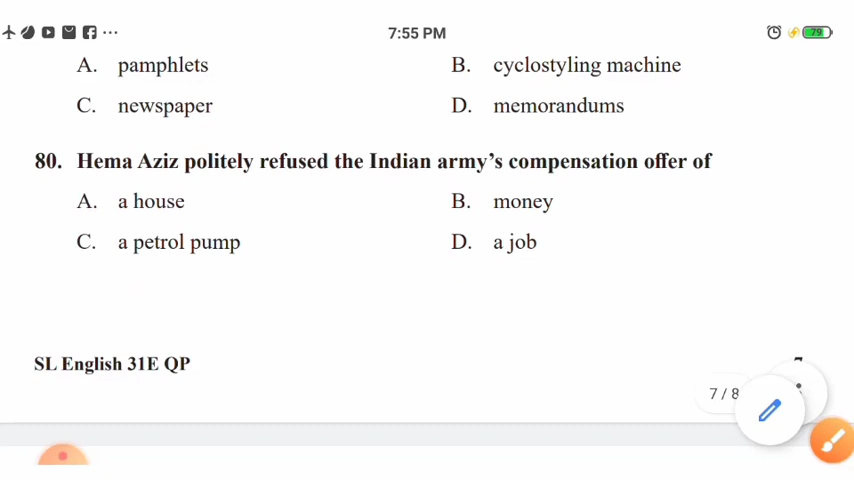 7:55 PM
79
A. pamphlets B. cyclostyling machine
C. newspaper D. memorandums
80. Hema Aziz politely refused the Indian army's compensation offer of
A. a house B. money
C. a petrol pump D. a job
SL English 31E QP
7 / 8